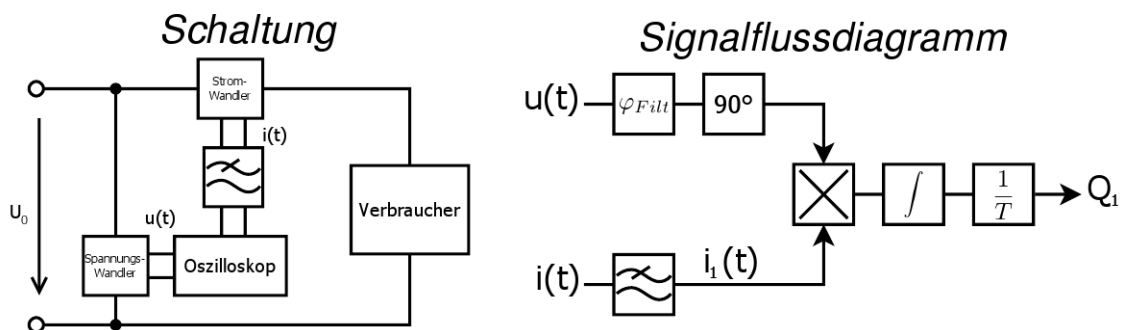 Schaltung
Strom-
Wandler
i(t)
U₀
u(t)
Verbraucher
Spannungs-
Wandler
Oszilloskop
Signalflussdiagramm
u(t)
φFilt
90°
∫
1
T
Q₁
i(t)
i₁(t)